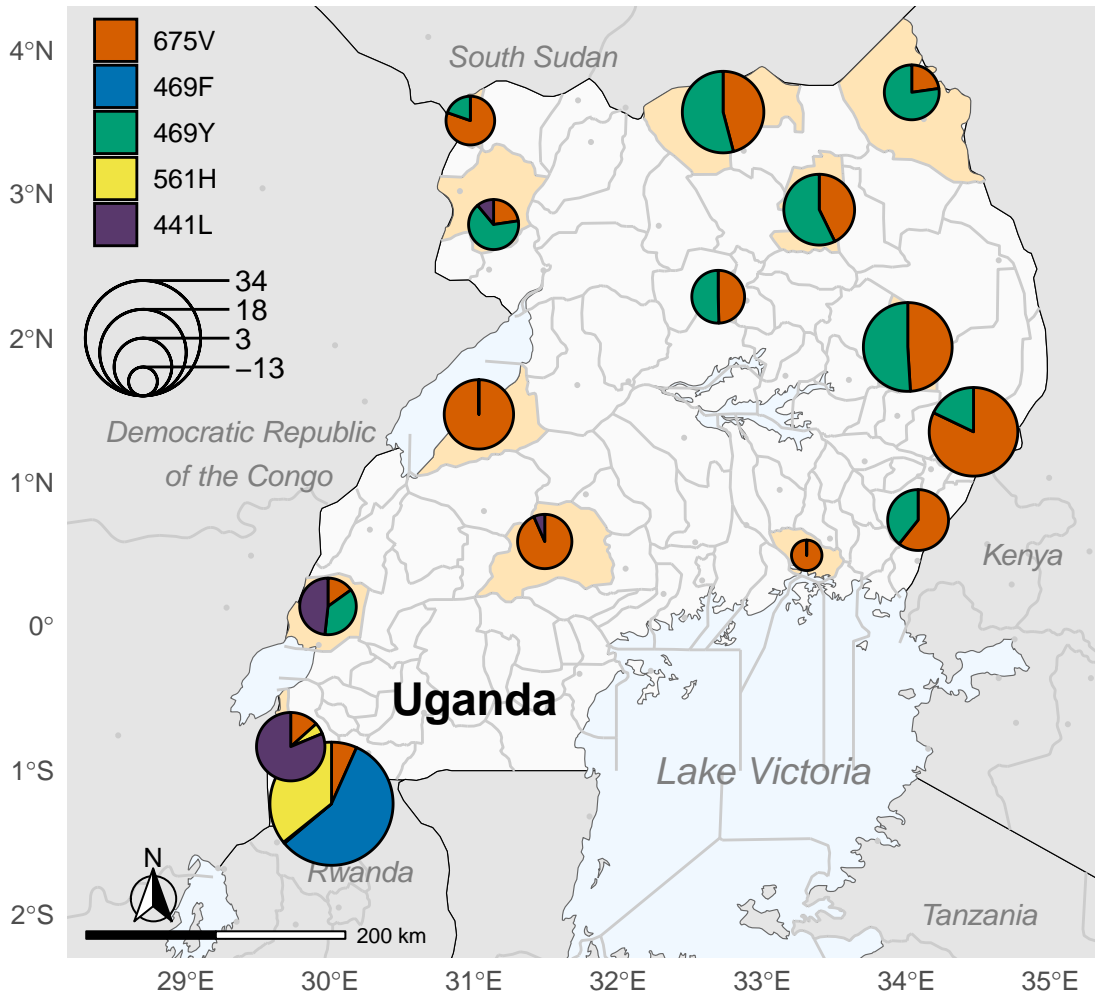 4°N
3°N
2°N
1°N
0°
1°S
2°S
675V
469F
469Y
561H
441L
34
18
3
−13
South Sudan
Democratic Republic
of the Congo
Kenya
Uganda
Lake Victoria
Rwanda
Tanzania
N
200 km
29°E
30°E
31°E
32°E
33°E
34°E
35°E